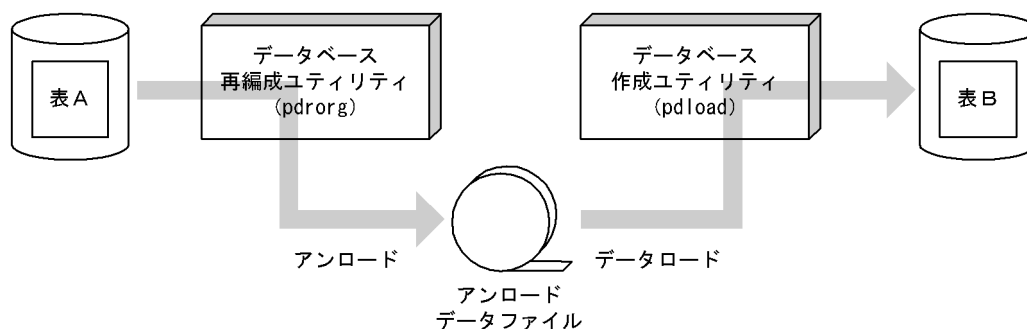 表A
データベース
再編成ユティリティ
(pdrorg)
データベース
作成ユティリティ
(pdload)
表B
アンロード
データロード
アンロード
データファイル